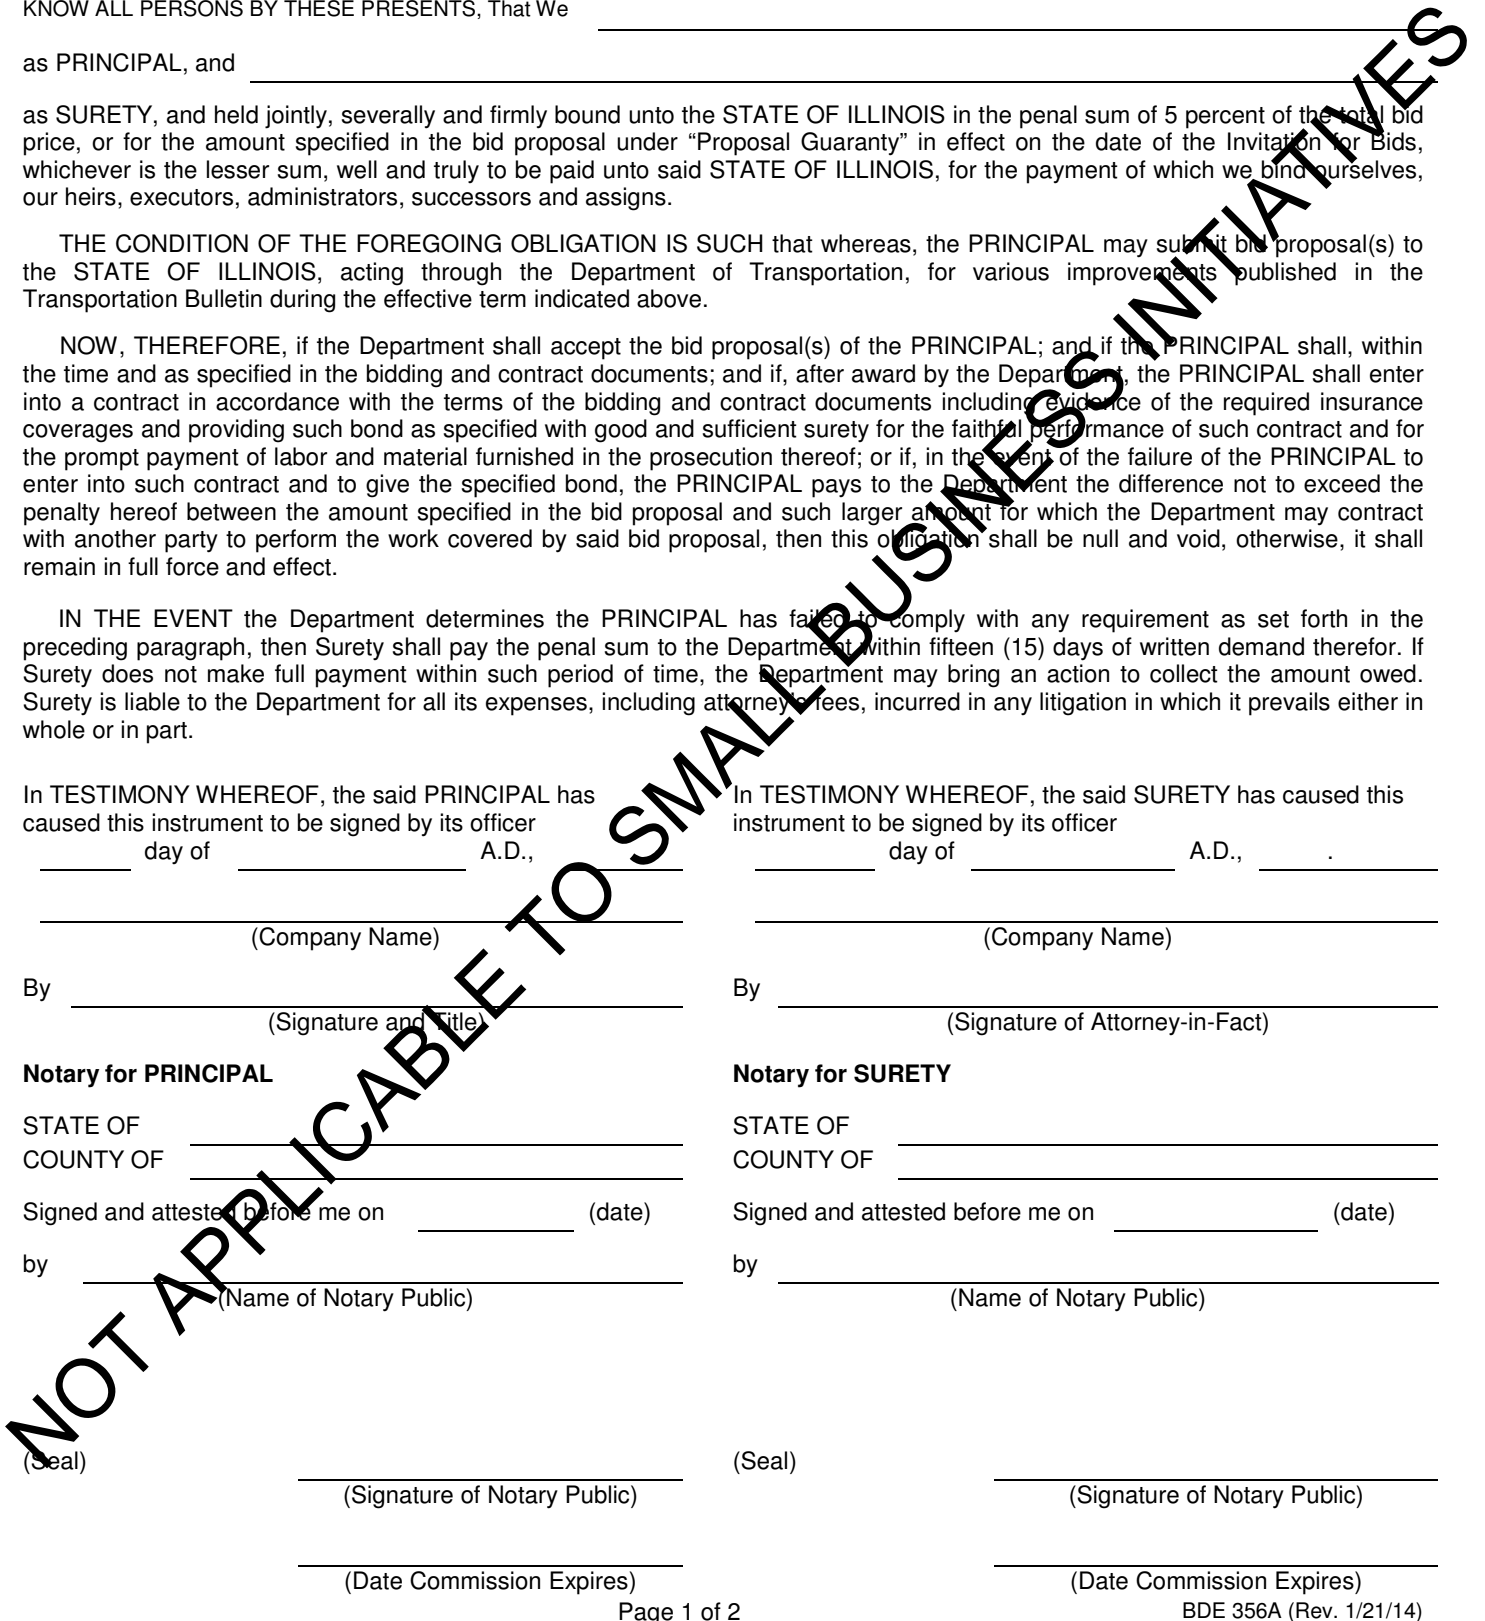 KNOW ALL PERSONS BY THESE PRESENTS, That We
as PRINCIPAL, and
as SURETY, and held jointly, severally and firmly bound unto the STATE OF ILLINOIS in the penal sum of 5 percent of the total bid
price, or for the amount specified in the bid proposal under “Proposal Guaranty” in effect on the date of the Invitation for Bids,
whichever is the lesser sum, well and truly to be paid unto said STATE OF ILLINOIS, for the payment of which we bind ourselves,
our heirs, executors, administrators, successors and assigns.
THE CONDITION OF THE FOREGOING OBLIGATION IS SUCH that whereas, the PRINCIPAL may submit bid proposal(s) to
the STATE OF ILLINOIS, acting through the Department of Transportation, for various improvements published in the
Transportation Bulletin during the effective term indicated above.
NOW, THEREFORE, if the Department shall accept the bid proposal(s) of the PRINCIPAL; and if the PRINCIPAL shall, within
the time and as specified in the bidding and contract documents; and if, after award by the Department, the PRINCIPAL shall enter
into a contract in accordance with the terms of the bidding and contract documents including evidence of the required insurance
coverages and providing such bond as specified with good and sufficient surety for the faithful performance of such contract and for
the prompt payment of labor and material furnished in the prosecution thereof; or if, in the event of the failure of the PRINCIPAL to
enter into such contract and to give the specified bond, the PRINCIPAL pays to the Department the difference not to exceed the
penalty hereof between the amount specified in the bid proposal and such larger amount for which the Department may contract
with another party to perform the work covered by said bid proposal, then this obligation shall be null and void, otherwise, it shall
remain in full force and effect.
IN THE EVENT the Department determines the PRINCIPAL has failed to comply with any requirement as set forth in the
preceding paragraph, then Surety shall pay the penal sum to the Department within fifteen (15) days of written demand therefor. If
Surety does not make full payment within such period of time, the Department may bring an action to collect the amount owed.
Surety is liable to the Department for all its expenses, including attorney's fees, incurred in any litigation in which it prevails either in
whole or in part.
In TESTIMONY WHEREOF, the said PRINCIPAL has
caused this instrument to be signed by its officer
day of A.D.,
(Company Name)
By
(Signature and Title)
Notary for PRINCIPAL
STATE OF
COUNTY OF
Signed and attested before me on (date)
by
(Name of Notary Public)
(Seal)
(Signature of Notary Public)
(Date Commission Expires)
In TESTIMONY WHEREOF, the said SURETY has caused this
instrument to be signed by its officer
day of A.D., .
(Company Name)
By
(Signature of Attorney-in-Fact)
Notary for SURETY
STATE OF
COUNTY OF
Signed and attested before me on (date)
by
(Name of Notary Public)
(Seal)
(Signature of Notary Public)
(Date Commission Expires)
Page 1 of 2
BDE 356A (Rev. 1/21/14)
NOT APPLICABLE TO SMALL BUSINESS INITIATIVES